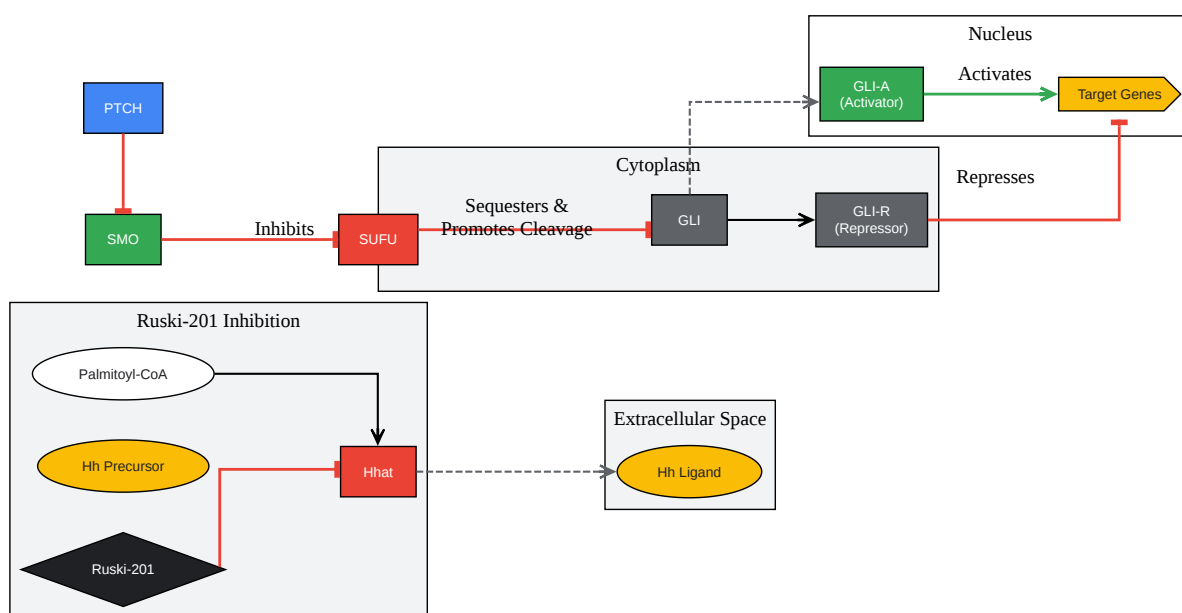 Nucleus
PTCH
GLI-A
(Activator)
Activates
Target Genes
Cytoplasm
Represses
SMO
Inhibits
SUFU
Sequesters &
Promotes Cleavage
GLI
GLI-R
(Repressor)
Ruski-201 Inhibition
Palmitoyl-CoA
Hh Precursor
Hhat
Ruski-201
Extracellular Space
Hh Ligand